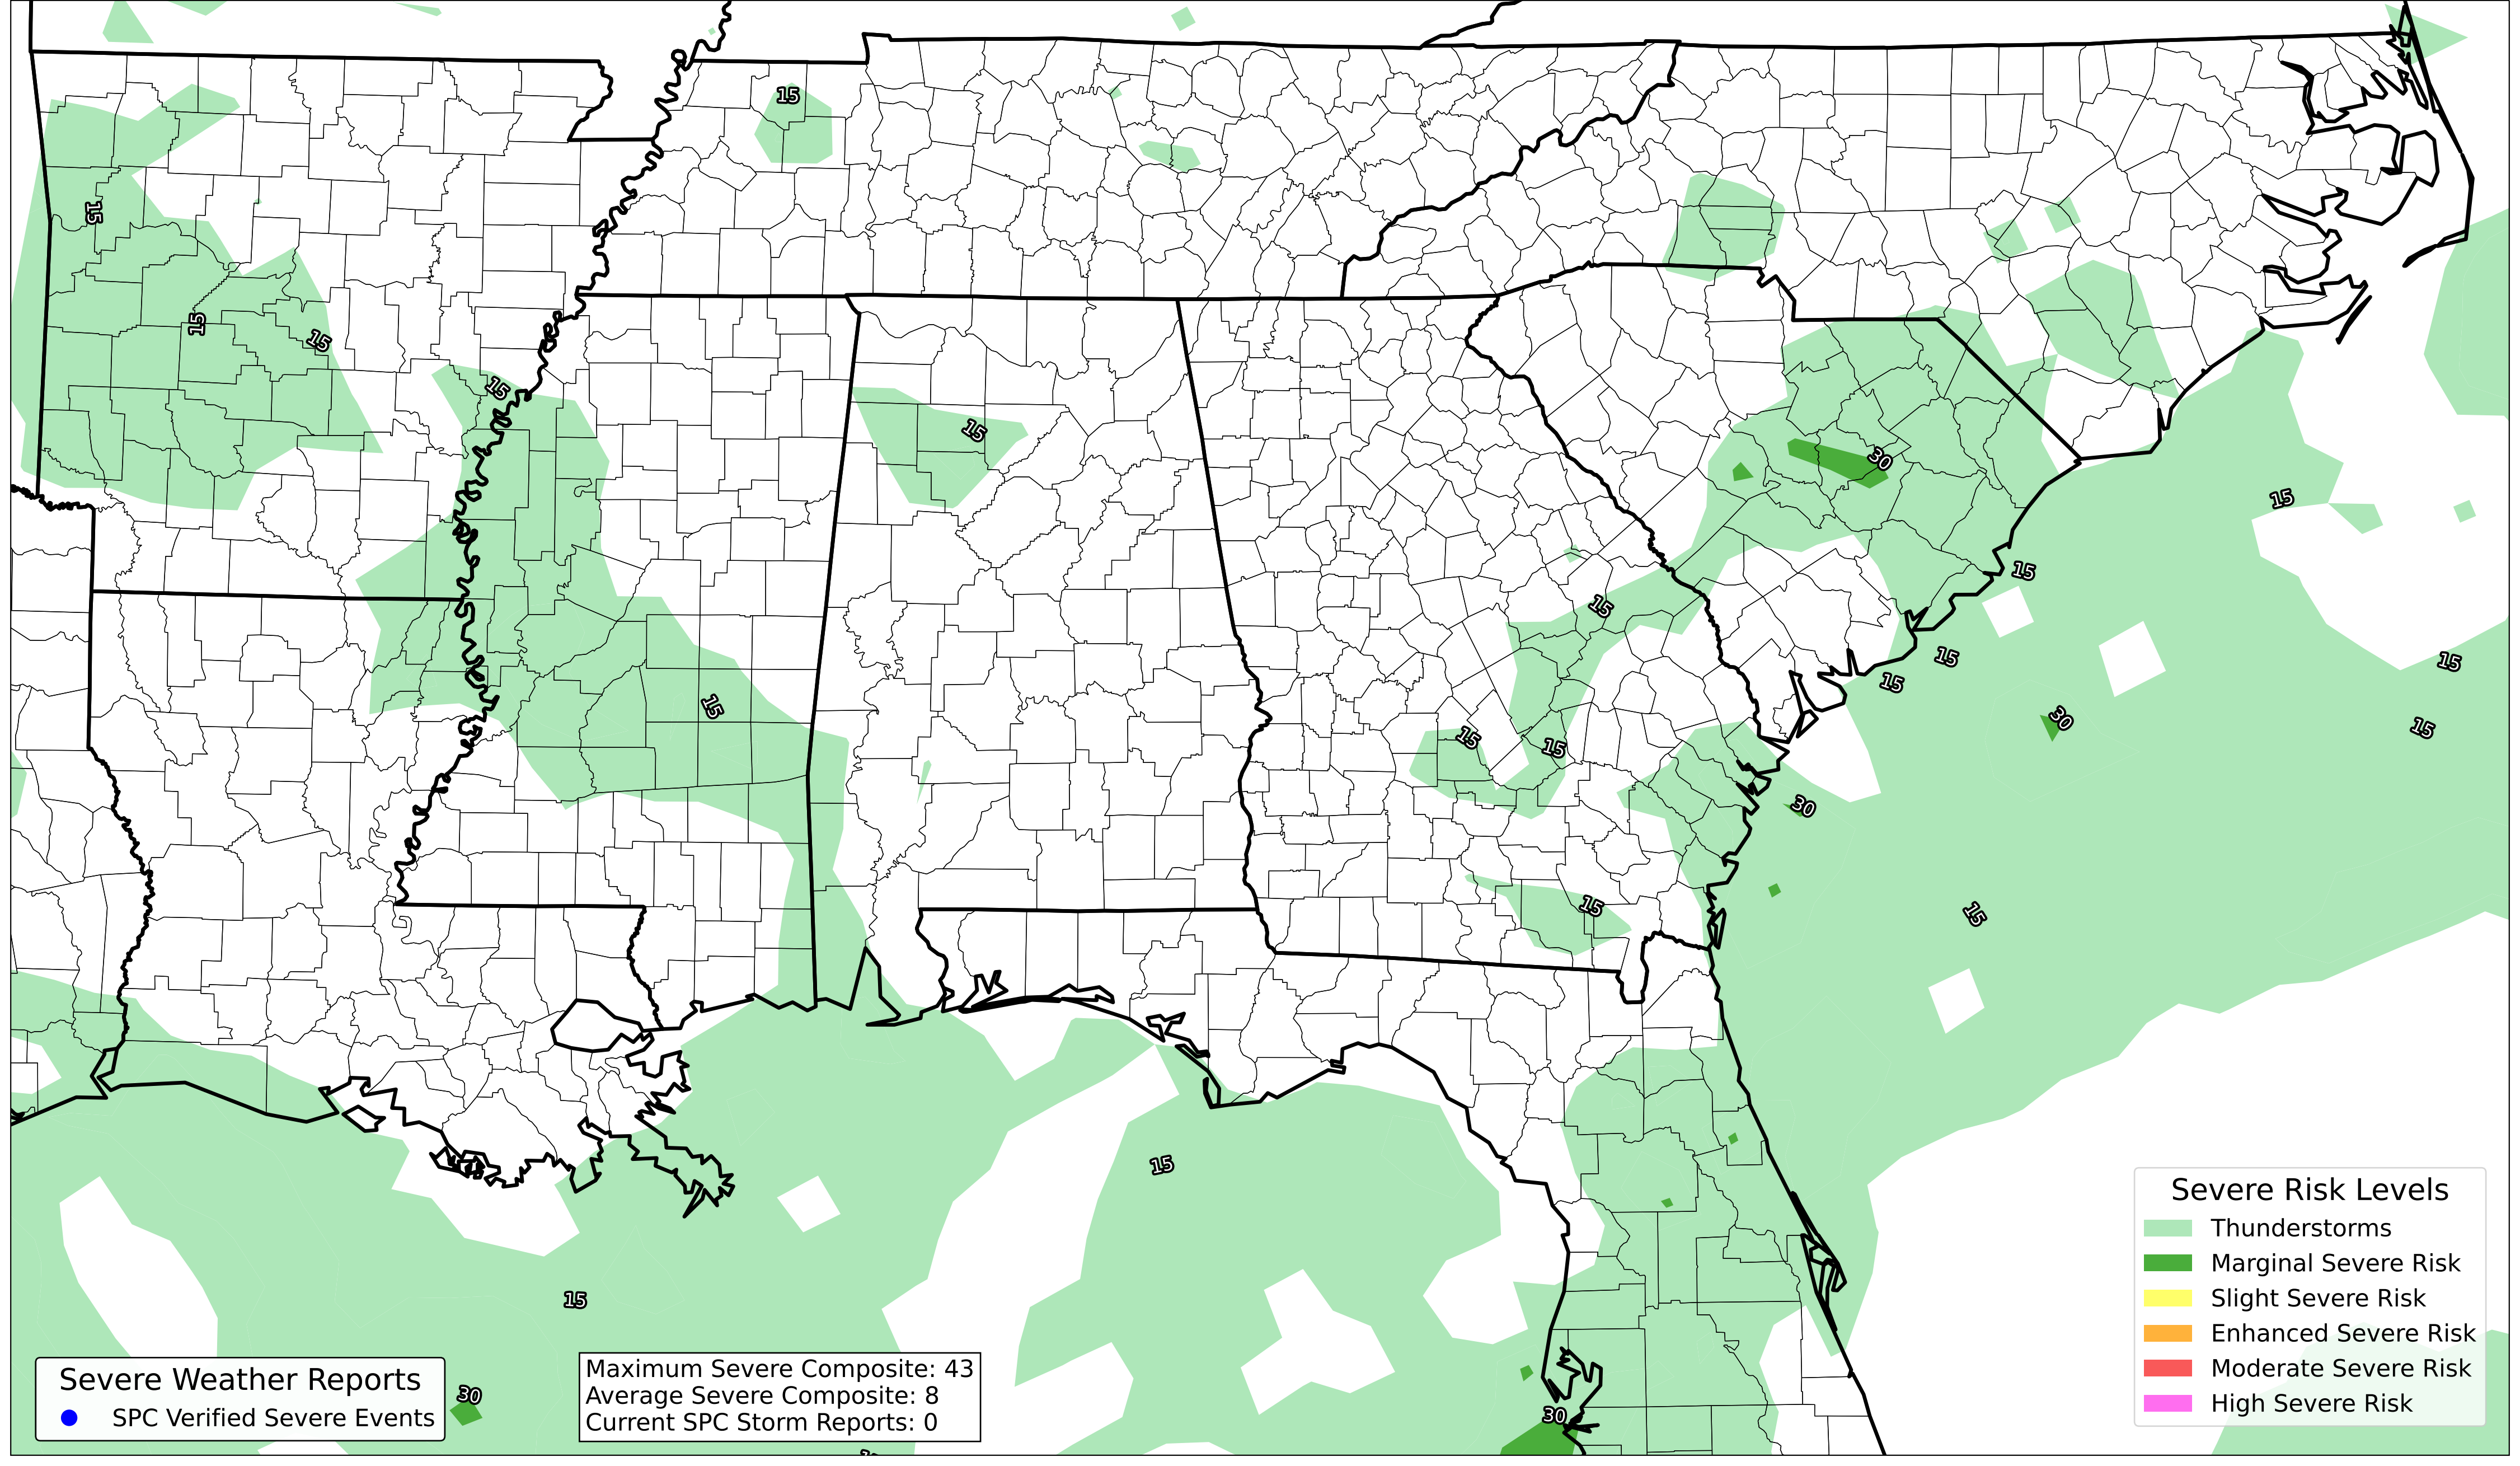 15
15
15
15
15
15
30
15
15
15
15
15
15
15
30
15
15
15
30
15
15
15
15
30
30
Severe Risk Levels
Thunderstorms
Marginal Severe Risk
Slight Severe Risk
Enhanced Severe Risk
Moderate Severe Risk
High Severe Risk
Severe Weather Reports
SPC Verified Severe Events
Maximum Severe Composite: 43
Average Severe Composite: 8
Current SPC Storm Reports: 0